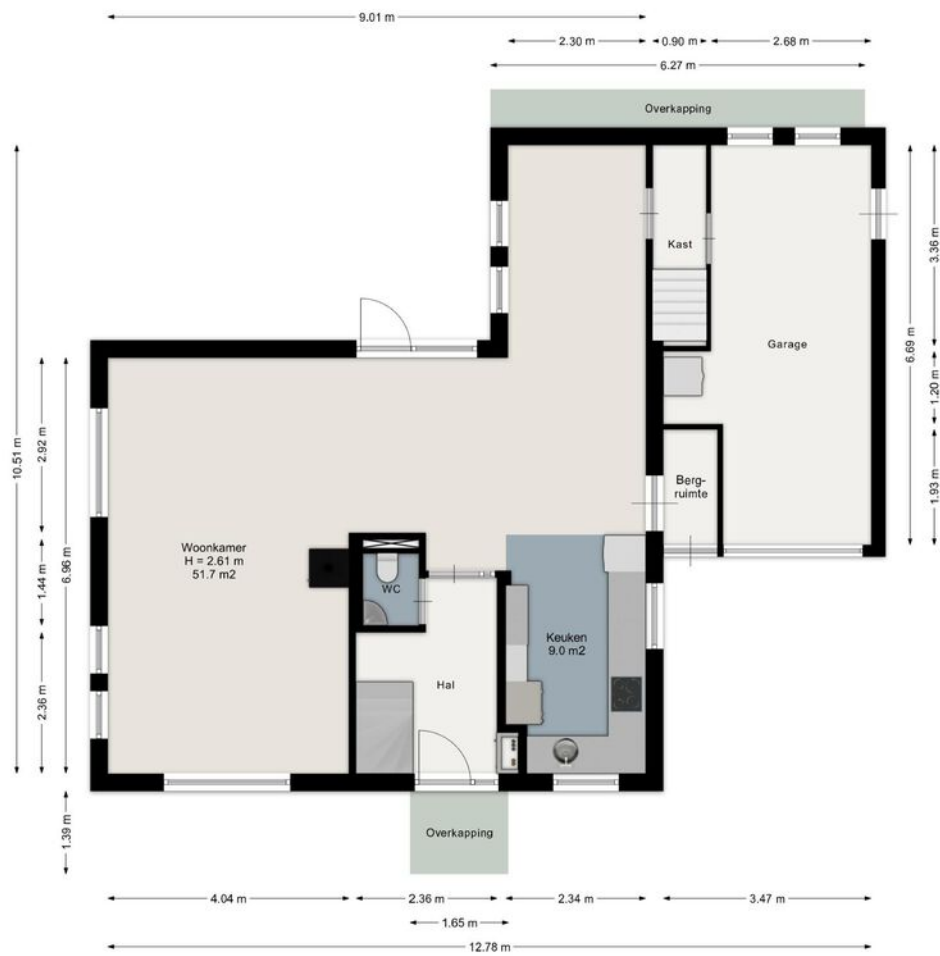 9.01 m
2.30 m
0.90 m
2.68 m
6.27 m
Overkapping
10.51 m
2.92 m
1.44 m
2.36 m
6.96 m
1.39 m
Kast
Garage
3.36 m
6.69 m
1.20 m
1.93 m
Berg-
ruimte
Woonkamer
H = 2.61 m
51.7 m2
WC
Keuken
9.0 m2
Hal
Overkapping
4.04 m
2.36 m
2.34 m
3.47 m
1.65 m
12.78 m